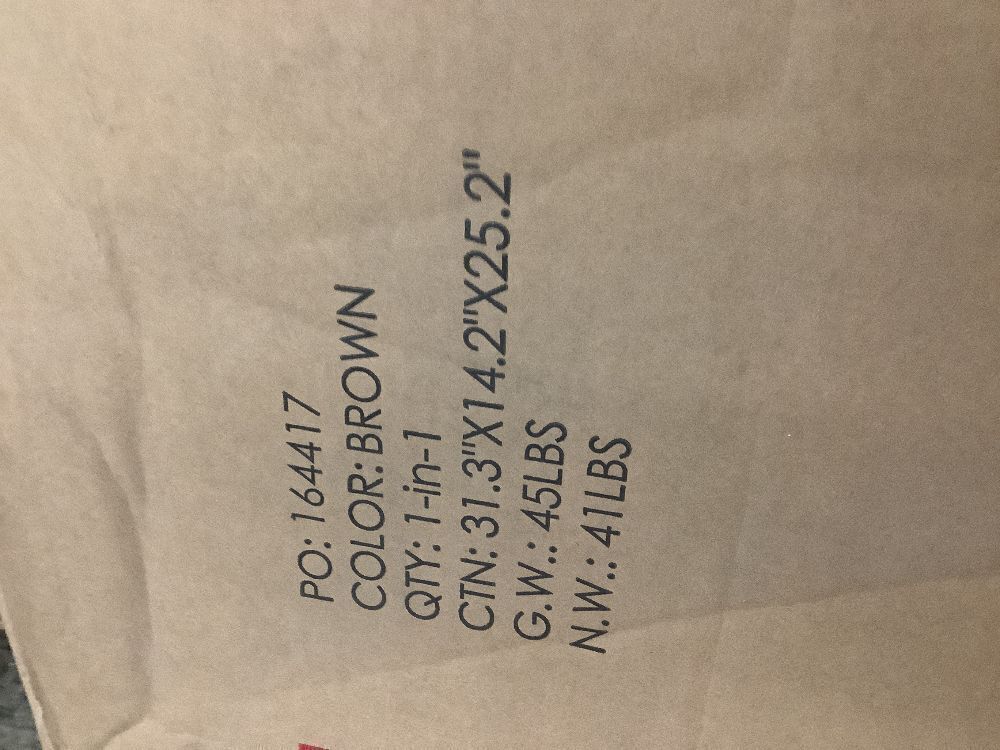 PO: 164417
COLOR: BROWN
QTY: 1-in-1
CTN: 31.3"X14.2"X25.2"
G.W.: 45LBS
N.W.: 41LBS